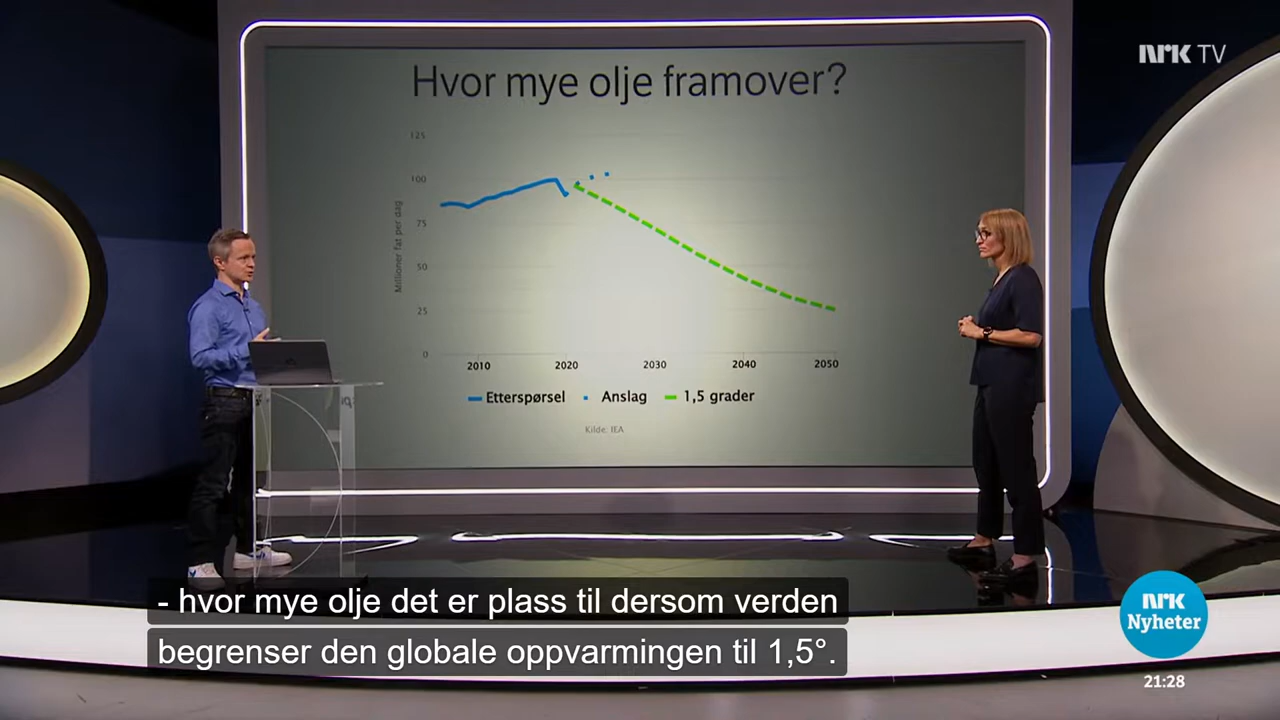 NRK TV
Hvor mye olje framover?
125
100
75
50
25
0
Millioner fat per dag
2010 2020 2030 2040 2050
Etterspørsel Anslag 1,5 grader
Kilde: IEA
- hvor mye olje det er plass til dersom verden
begrenser den globale oppvarmingen til 1,5°.
NRK
Nyheter
21:28